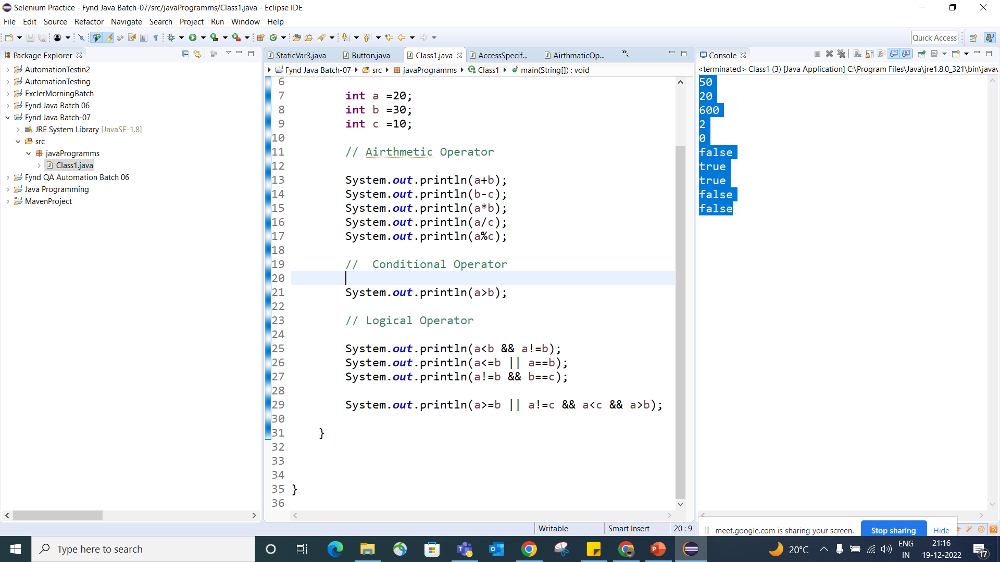 Selenium Practice - Fynd Java Batch-07/src/javaProgramms/Class1.java - Eclipse IDE
File Edit Source Refactor Navigate Search Project Run Window Help
Quick Access
Package Explorer
AutomationTestin2
AutomationTesting
ExclerMorningBatch
Fynd Java Batch 06
Fynd Java Batch-07
JRE System Library [JavaSE-1.8]
src
javaProgramms
Class1.java
Fynd QA Automation Batch 06
Java Programming
MavenProject
StaticVar3.java Button.java Class1.java AccessSpecif... AirthmaticOp... »5
Fynd Java Batch-07 src javaProgramms Class1 main(String[]) : void
6
7 int a =20;
8 int b =30;
9 int c =10;
10
11 // Airthmetic Operator
12
13 System.out.println(a+b);
14 System.out.println(b-c);
15 System.out.println(a*b);
16 System.out.println(a/c);
17 System.out.println(a%c);
18
19 //  Conditional Operator
20
21 System.out.println(a>b);
22
23 // Logical Operator
24
25 System.out.println(a<b && a!=b);
26 System.out.println(a<=b || a==b);
27 System.out.println(a!=b && b==c);
28
29 System.out.println(a>=b || a!=c && a<c && a>b);
30
31 }
32
33
34
35 }
36
Console
<terminated> Class1 (3) [Java Application] C:\Program Files\Java\jre1.8.0_321\bin\javaw
50
20
600
2
0
false
true
true
false
false
Writable Smart Insert 20 : 9
meet.google.com is sharing your screen. Stop sharing Hide
Type here to search
20°C
ENG
IN
21:16
19-12-2022
17